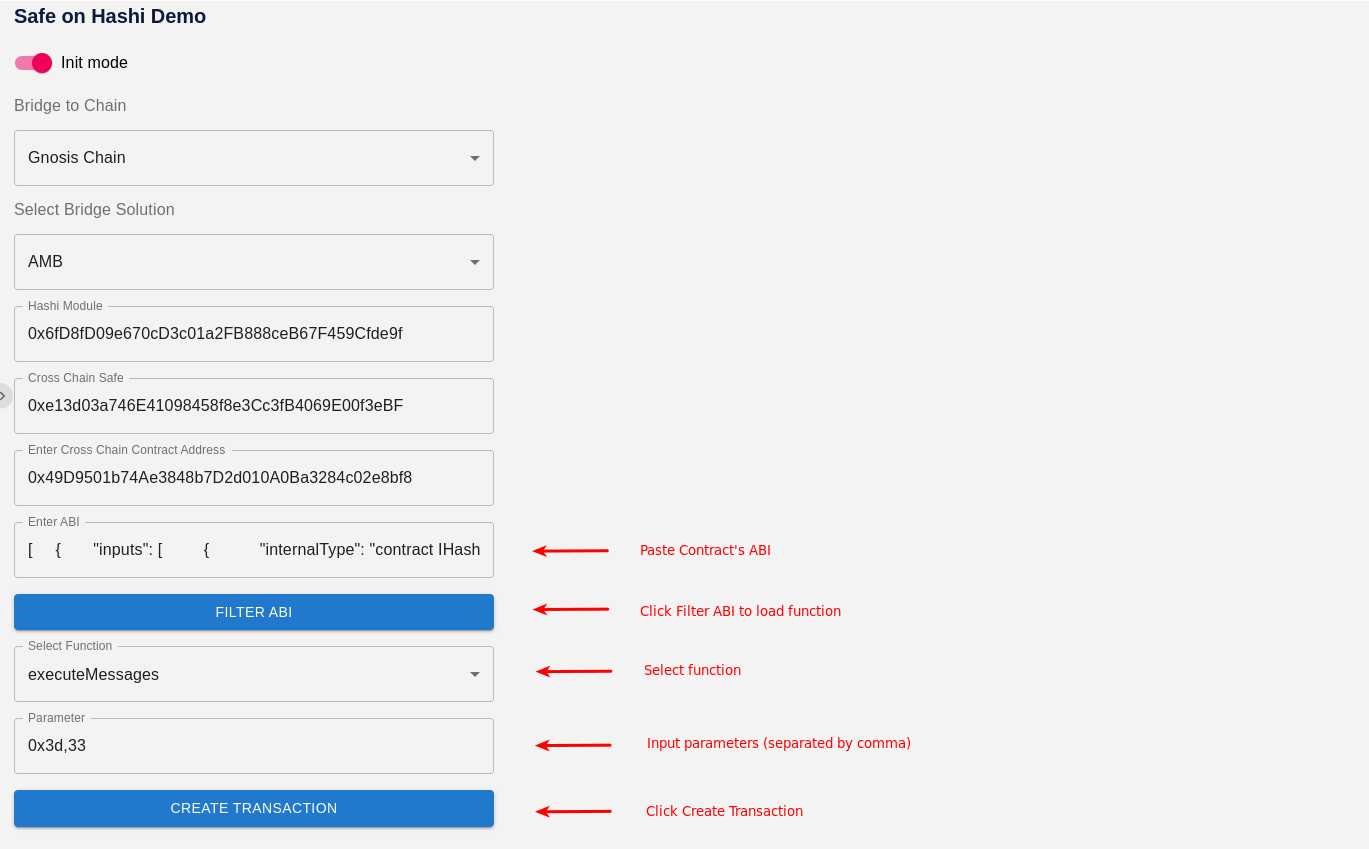 Safe on Hashi Demo
Init mode
Bridge to Chain
Gnosis Chain
Select Bridge Solution
AMB
Hashi Module
0x6fD8fD09e670cD3c01a2FB888ceB67F459Cfde9f
Cross Chain Safe
0xe13d03a746E41098458f8e3Cc3fB4069E00f3eBF
Enter Cross Chain Contract Address
0x49D9501b74Ae3848b7D2d010A0Ba3284c02e8bf8
Enter ABI
[ { "inputs": [ { "internalType": "contract IHash
Paste Contract's ABI
FILTER ABI
Click Filter ABI to load function
Select Function
executeMessages
Select function
Parameter
0x3d,33
Input parameters (separated by comma)
CREATE TRANSACTION
Click Create Transaction